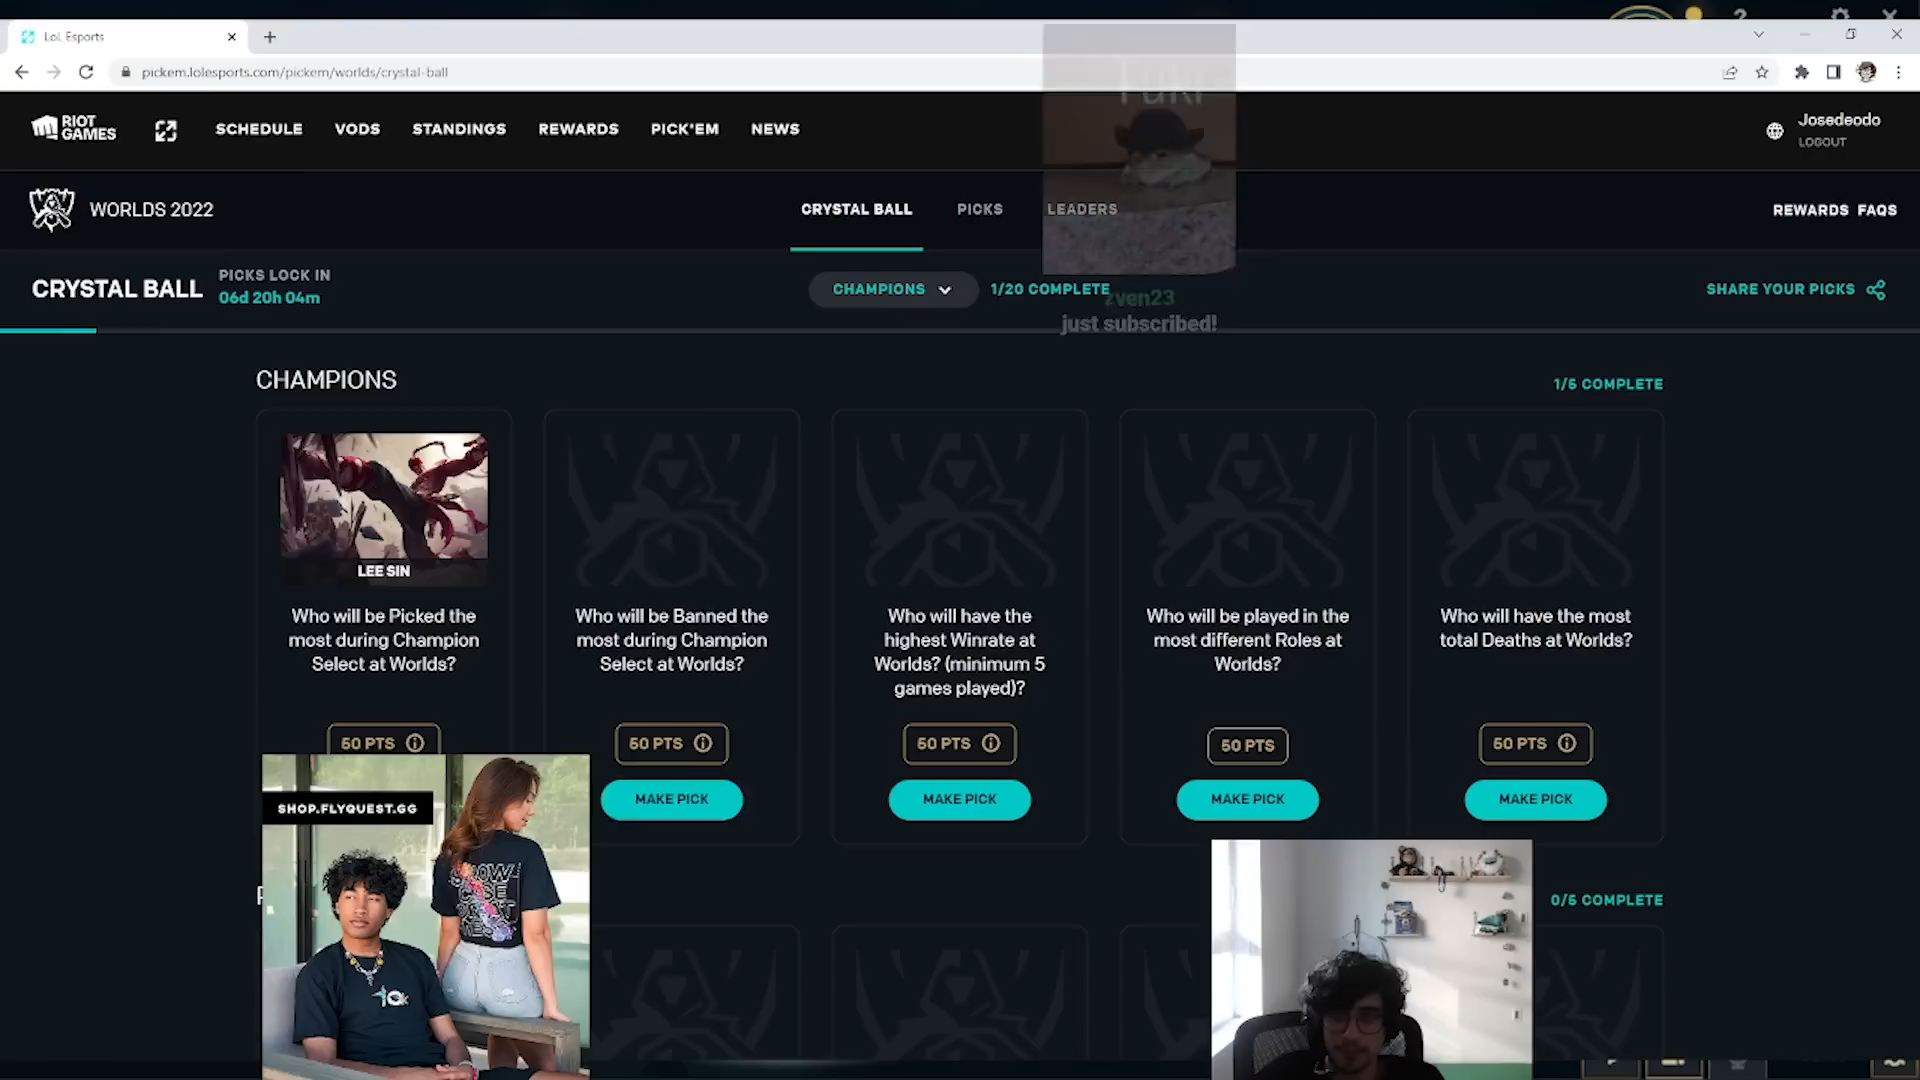 LoL Esports
pickem.lolesports.com/pickem/worlds/crystal-ball
RIOT GAMES
SCHEDULE VODS STANDINGS REWARDS PICK'EM NEWS
Josedeodo
LOGOUT
WORLDS 2022
CRYSTAL BALL PICKS LEADERS
REWARDS FAQS
CRYSTAL BALL
PICKS LOCK IN
06d 20h 04m
CHAMPIONS
1/20 COMPLETE
SHARE YOUR PICKS
zven23
just subscribed!
CHAMPIONS
1/5 COMPLETE
LEE SIN
Who will be Picked the
most during Champion
Select at Worlds?
50 PTS
Who will be Banned the
most during Champion
Select at Worlds?
50 PTS
MAKE PICK
Who will have the
highest Winrate at
Worlds? (minimum 5
games played)?
50 PTS
MAKE PICK
Who will be played in the
most different Roles at
Worlds?
50 PTS
MAKE PICK
Who will have the most
total Deaths at Worlds?
50 PTS
MAKE PICK
SHOP.FLYQUEST.GG
0/5 COMPLETE